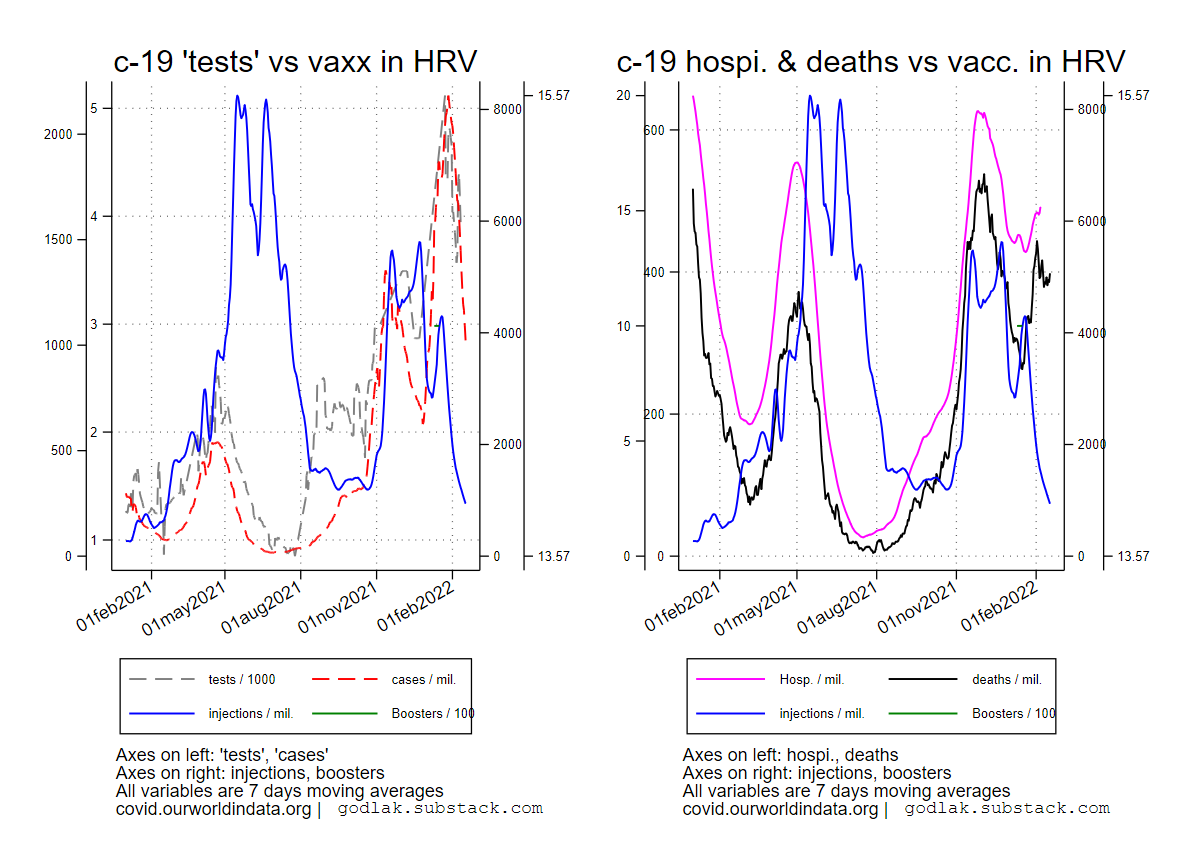 c-19 'tests' vs vaxx in HRV
5
4
3
2
1
2000
1500
1000
500
0
8000
6000
4000
2000
0
15.57
13.57
01feb2021
01may2021
01aug2021
01nov2021
01feb2022
tests / 1000
cases / mil.
injections / mil.
Boosters / 100
Axes on left: 'tests', 'cases'
Axes on right: injections, boosters
All variables are 7 days moving averages
covid.ourworldindata.org | godlak.substack.com
c-19 hospi. & deaths vs vacc. in HRV
20
15
10
5
0
600
400
200
0
8000
6000
4000
2000
0
15.57
13.57
01feb2021
01may2021
01aug2021
01nov2021
01feb2022
Hosp. / mil.
deaths / mil.
injections / mil.
Boosters / 100
Axes on left: hospi., deaths
Axes on right: injections, boosters
All variables are 7 days moving averages
covid.ourworldindata.org | godlak.substack.com